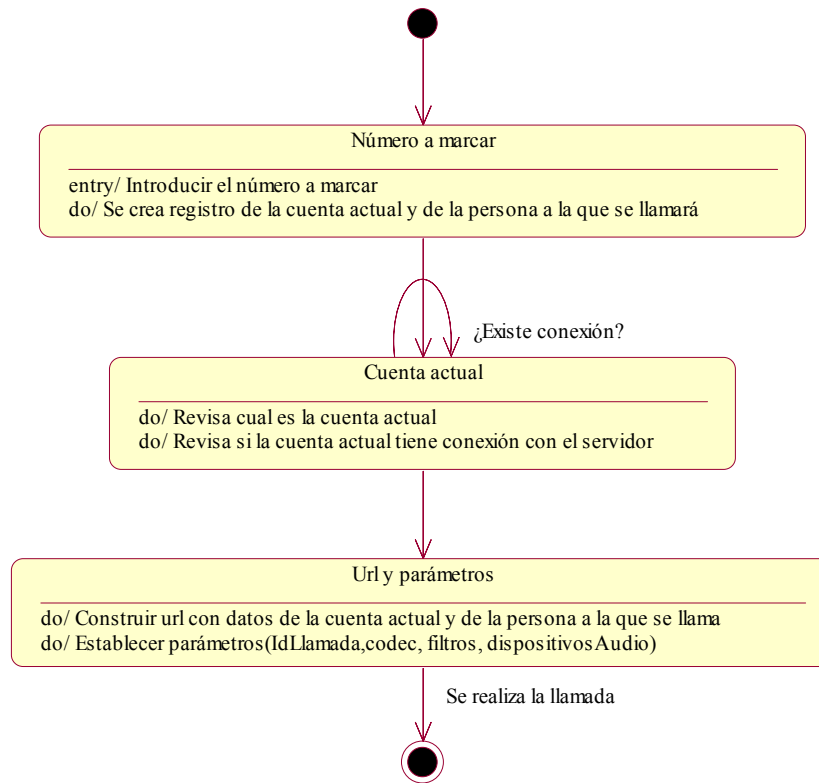 Número a marcar
entry/ Introducir el número a marcar
do/ Se crea registro de la cuenta actual y de la persona a la que se llamará
¿Existe conexión?
Cuenta actual
do/ Revisa cual es la cuenta actual
do/ Revisa si la cuenta actual tiene conexión con el servidor
Url y parámetros
do/ Construir url con datos de la cuenta actual y de la persona a la que se llama
do/ Establecer parámetros(IdLlamada,codec, filtros, dispositivosAudio)
Se realiza la llamada